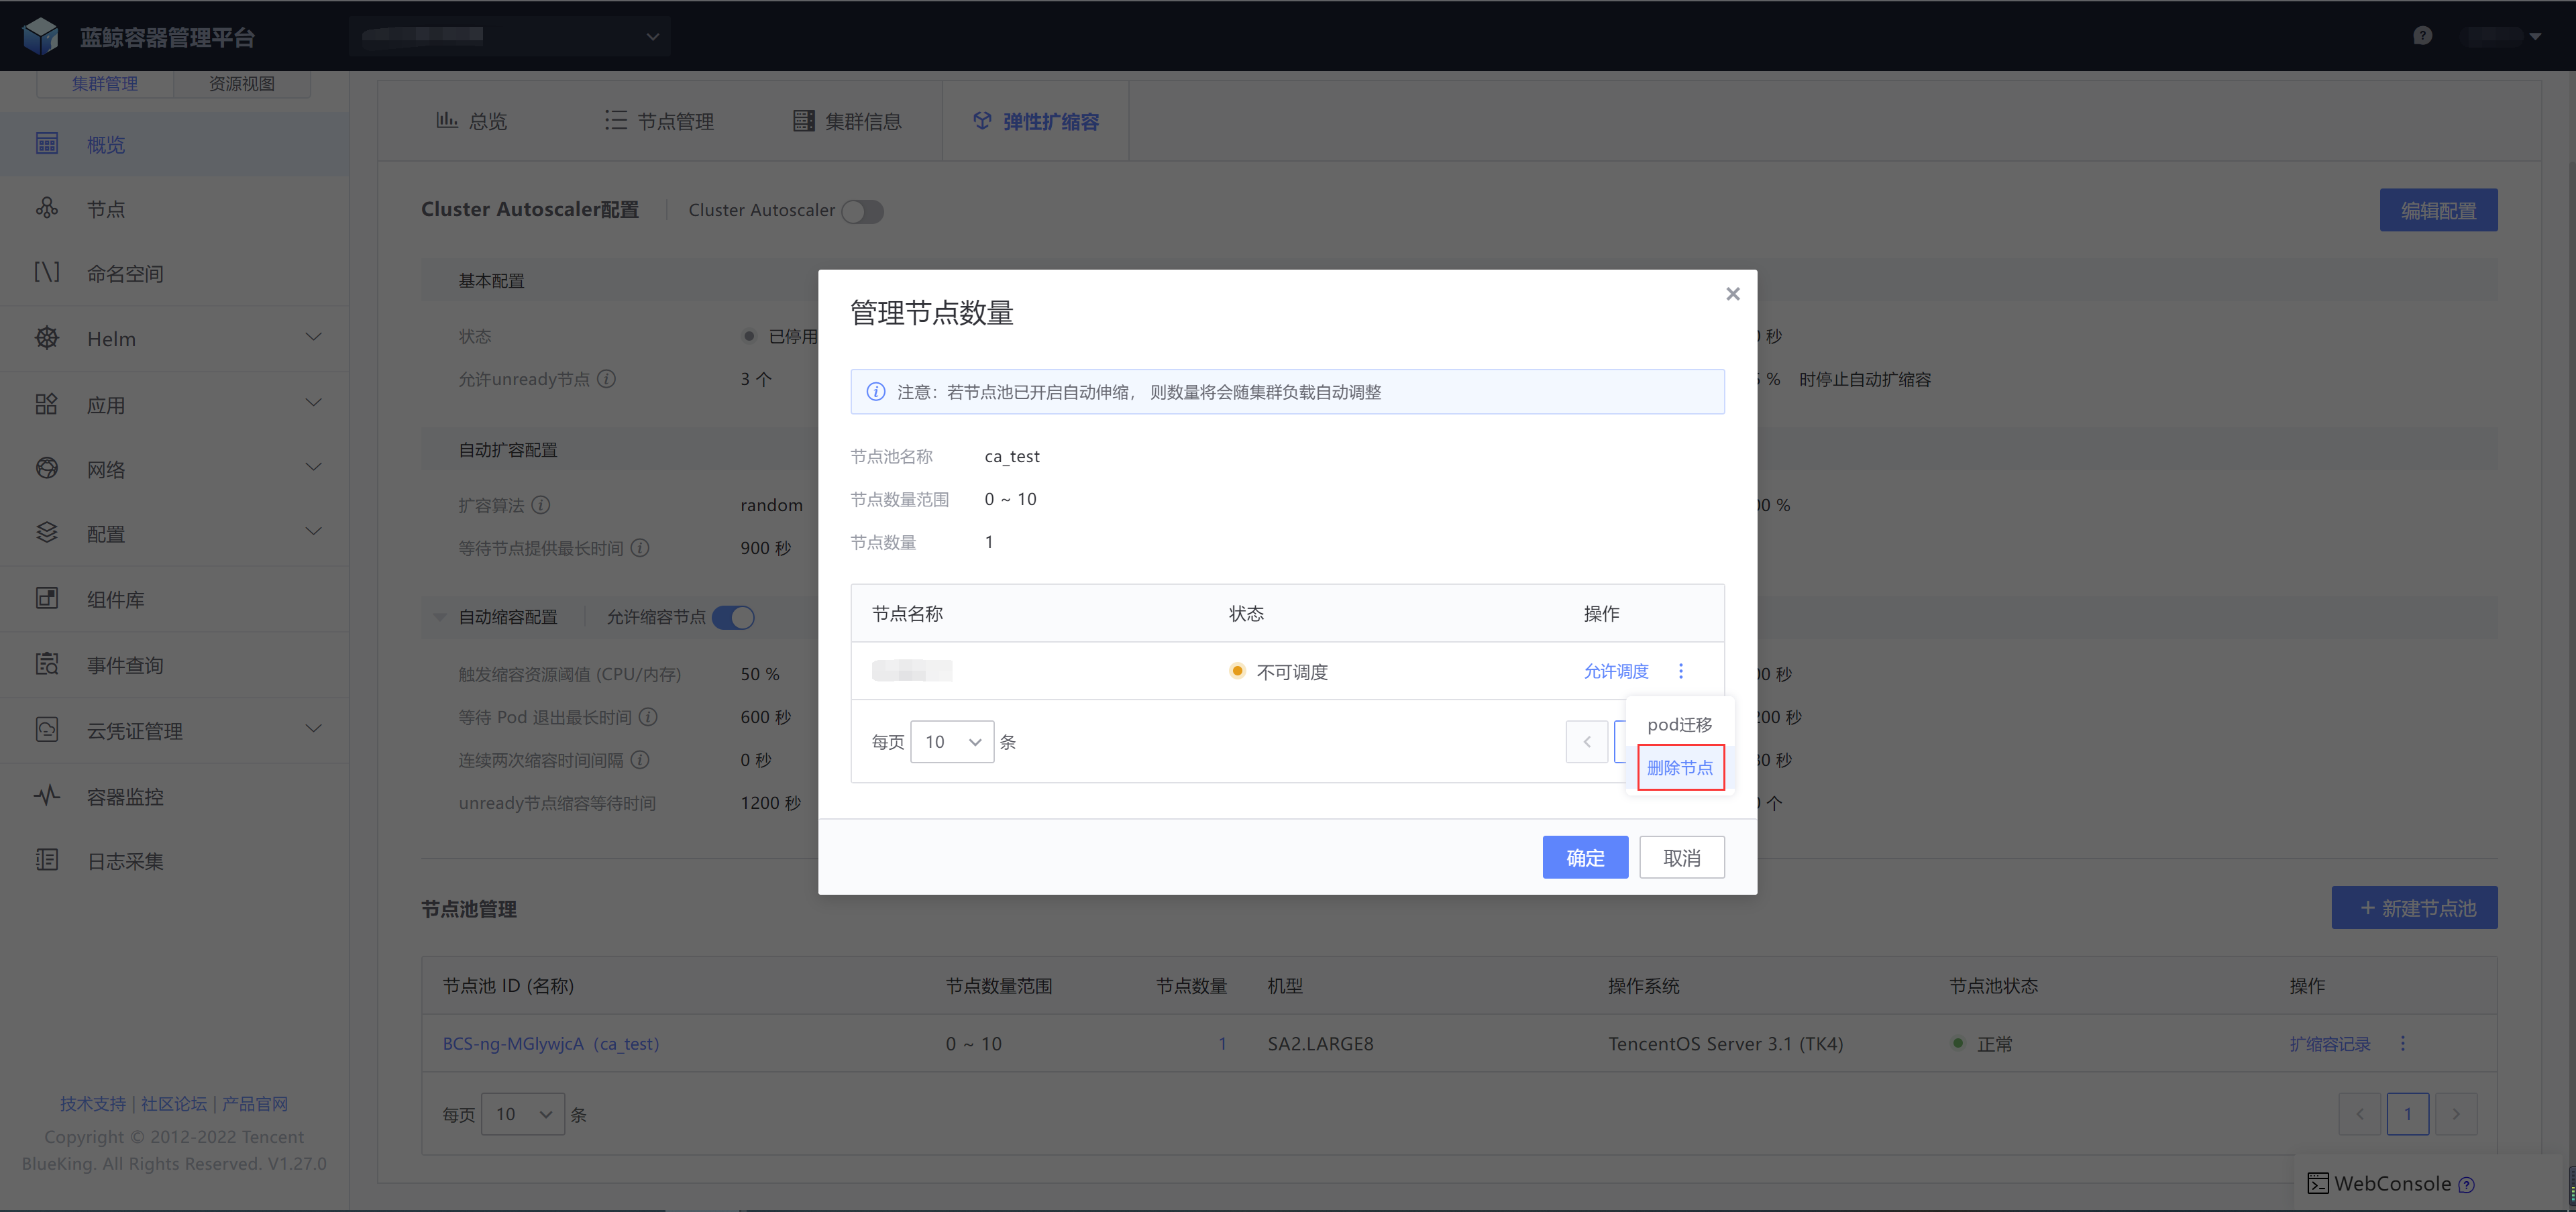 蓝鲸容器管理平台
集群管理 资源视图
概览
节点
命名空间
Helm
应用
网络
配置
组件库
事件查询
云凭证管理
容器监控
日志采集
技术支持 | 社区论坛 | 产品官网
Copyright © 2012-2022 Tencent
BlueKing. All Rights Reserved. V1.27.0
总览 节点管理 集群信息 弹性扩缩容
Cluster Autoscaler配置 Cluster Autoscaler 编辑配置
基本配置
状态 已停用 秒
允许unready节点 3 个 % 时停止自动扩缩容
自动扩容配置
扩容算法 random 00 %
等待节点提供最长时间 900 秒
自动缩容配置 允许缩容节点
触发缩容资源阈值 (CPU/内存) 50 % 00 秒
等待 Pod 退出最长时间 600 秒 200 秒
连续两次缩容时间间隔 0 秒 秒
unready节点缩容等待时间 1200 秒 个
管理节点数量
注意：若节点池已开启自动伸缩， 则数量将会随集群负载自动调整
节点池名称 ca_test
节点数量范围 0 ~ 10
节点数量 1
节点名称 状态 操作
不可调度 允许调度
pod迁移
删除节点
每页 10 条
确定 取消
节点池管理 + 新建节点池
节点池 ID (名称) 节点数量范围 节点数量 机型 操作系统 节点池状态 操作
BCS-ng-MGlywjcA（ca_test） 0 ~ 10 1 SA2.LARGE8 TencentOS Server 3.1 (TK4) 正常 扩缩容记录
每页 10 条 1
WebConsole